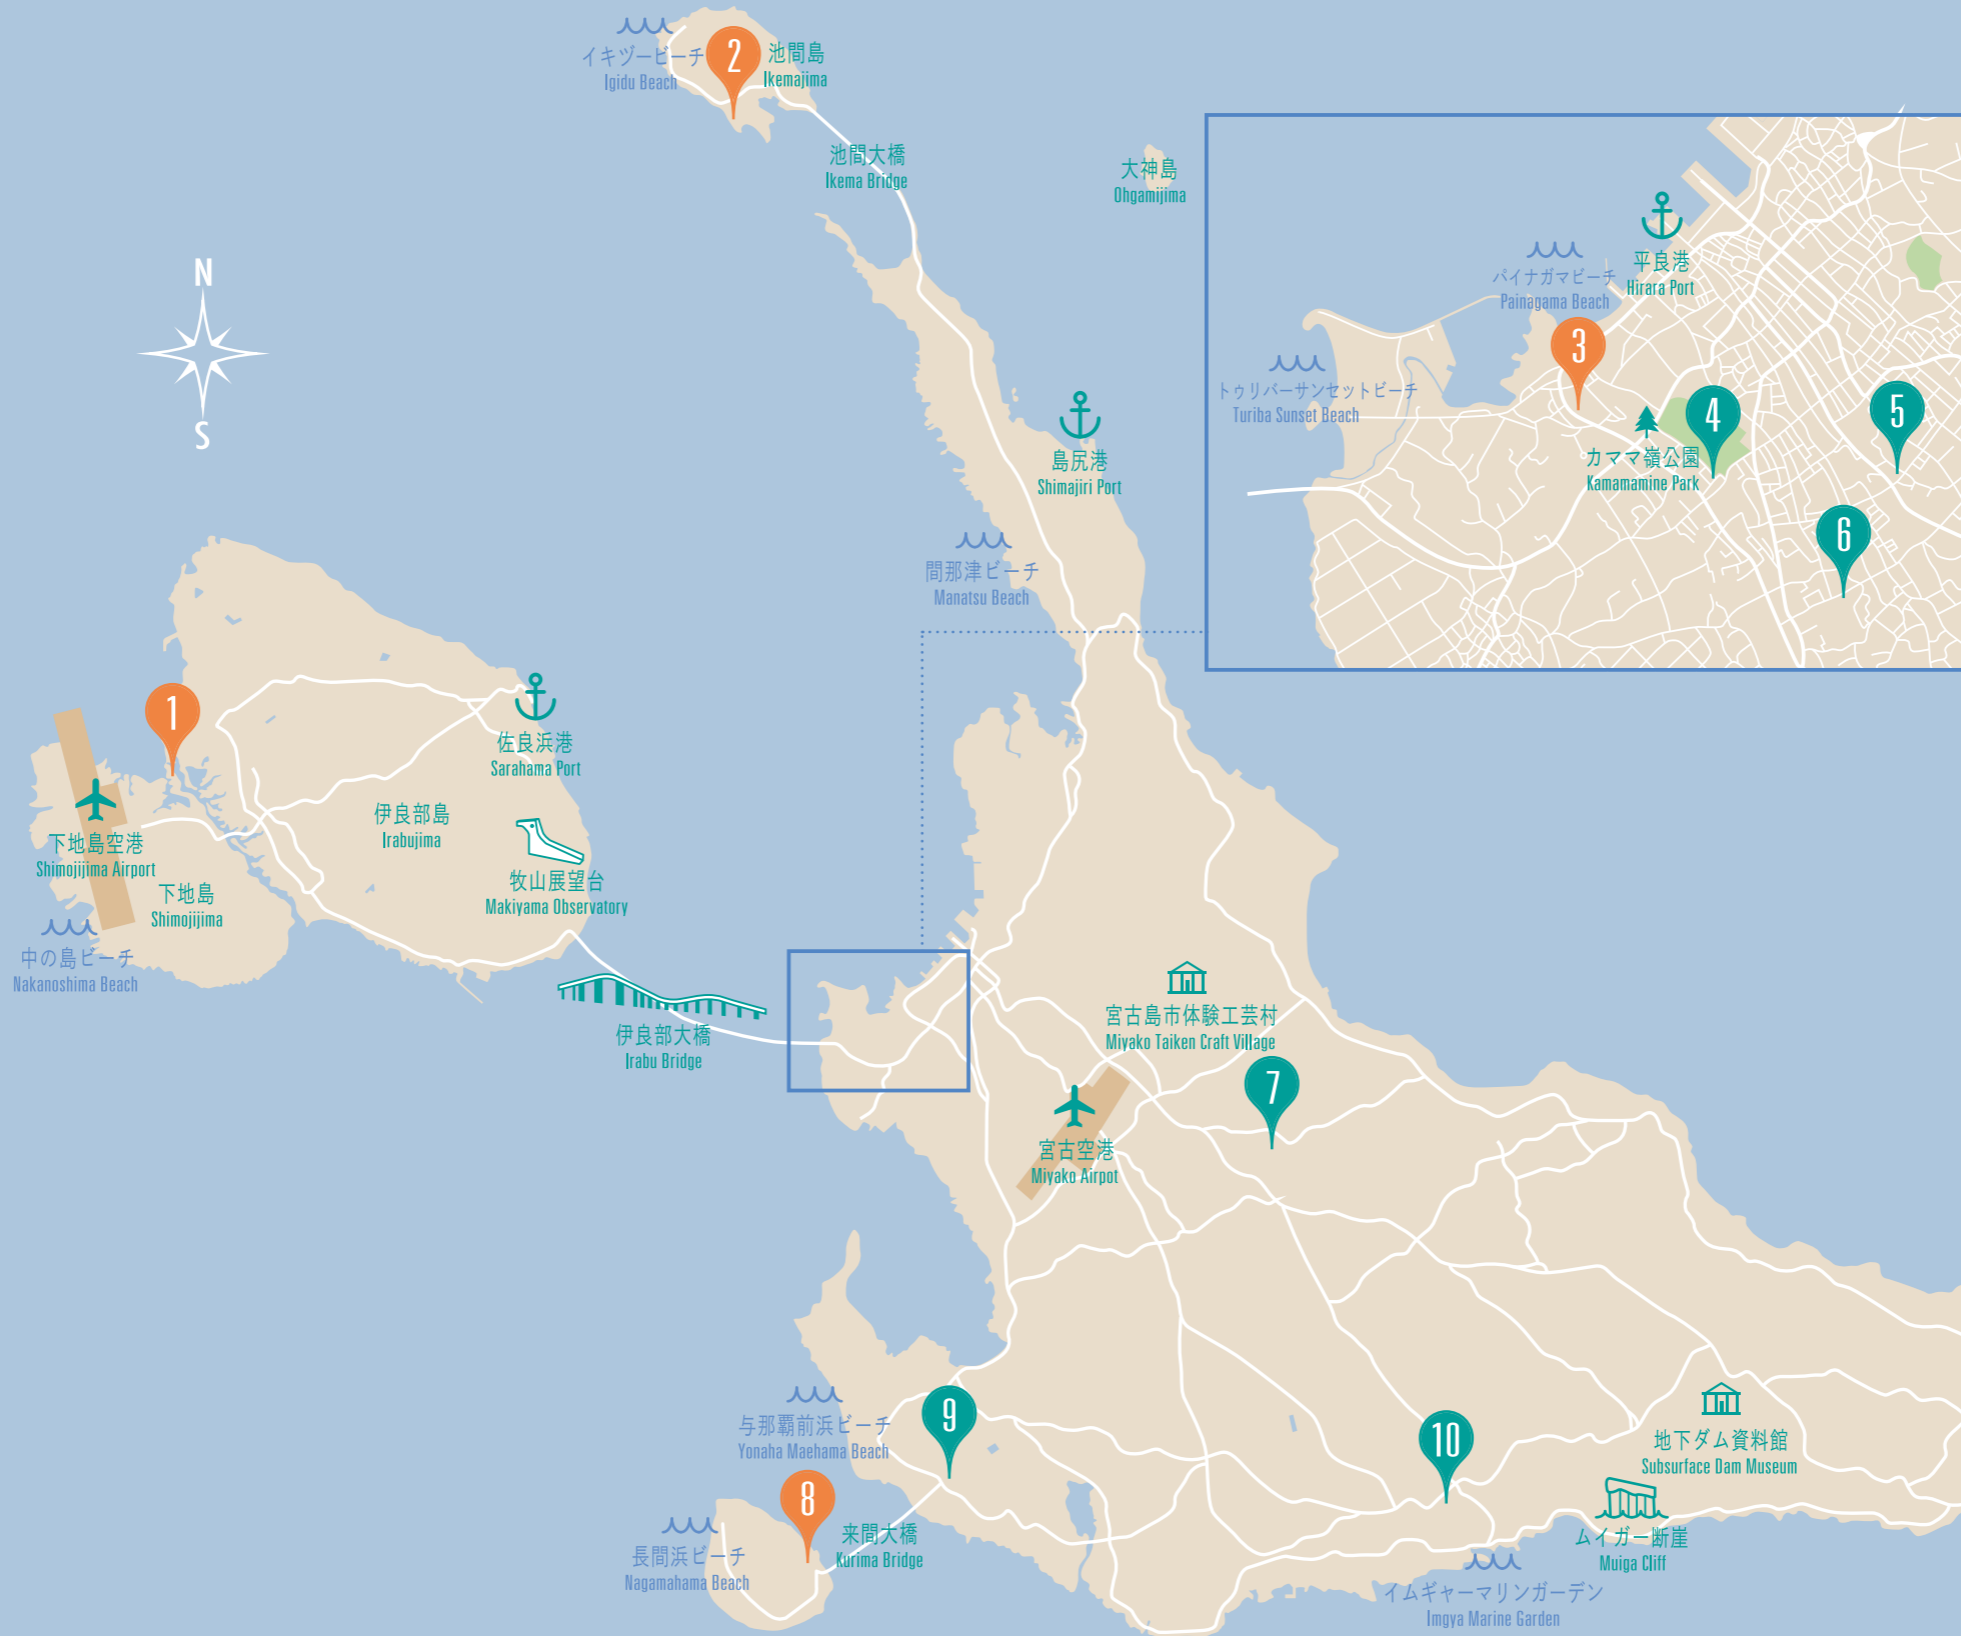 イキヅービーチ
Igidu Beach
2
池間島
Ikemajima
池間大橋
Ikema Bridge
大神島
Ohgamijima
平良港
Hirara Port
パイナガマビーチ
Painagama Beach
3
トゥリバーサンセットビーチ
Turiba Sunset Beach
4
カママ嶺公園
Kamamamine Park
5
6
N
S
島尻港
Shimajiri Port
間那津ビーチ
Manatsu Beach
1
佐良浜港
Sarahama Port
伊良部島
Irabujima
下地島空港
Shimojijima Airport
下地島
Shimojijima
牧山展望台
Makiyama Observatory
中の島ビーチ
Nakanoshima Beach
伊良部大橋
Irabu Bridge
宮古島市体験工芸村
Miyako Taiken Craft Village
7
宮古空港
Miyako Airpot
与那覇前浜ビーチ
Yonaha Maehama Beach
9
8
長間浜ビーチ
Nagamahama Beach
来間大橋
Kurima Bridge
10
地下ダム資料館
Subsurface Dam Museum
ムイガー断崖
Muiga Cliff
イムギャーマリンガーデン
Imgya Marine Garden